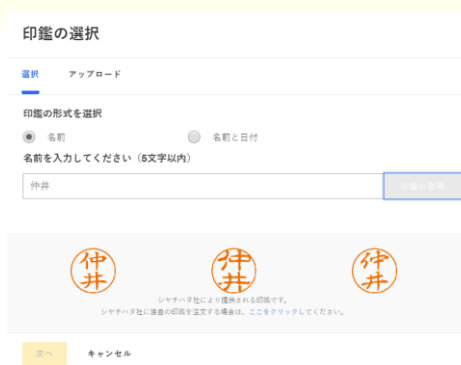 印鑑の選択
選択 アップロード
印鑑の形式を選択
名前 名前と日付
名前を入力してください（5文字以内）
仲井 印鑑の取得
仲井 仲井 仲井
シヤチハタ社により提供される印鑑です。
シヤチハタ社に独自の印鑑を注文する場合は、ここをクリックしてください。
次へ キャンセル